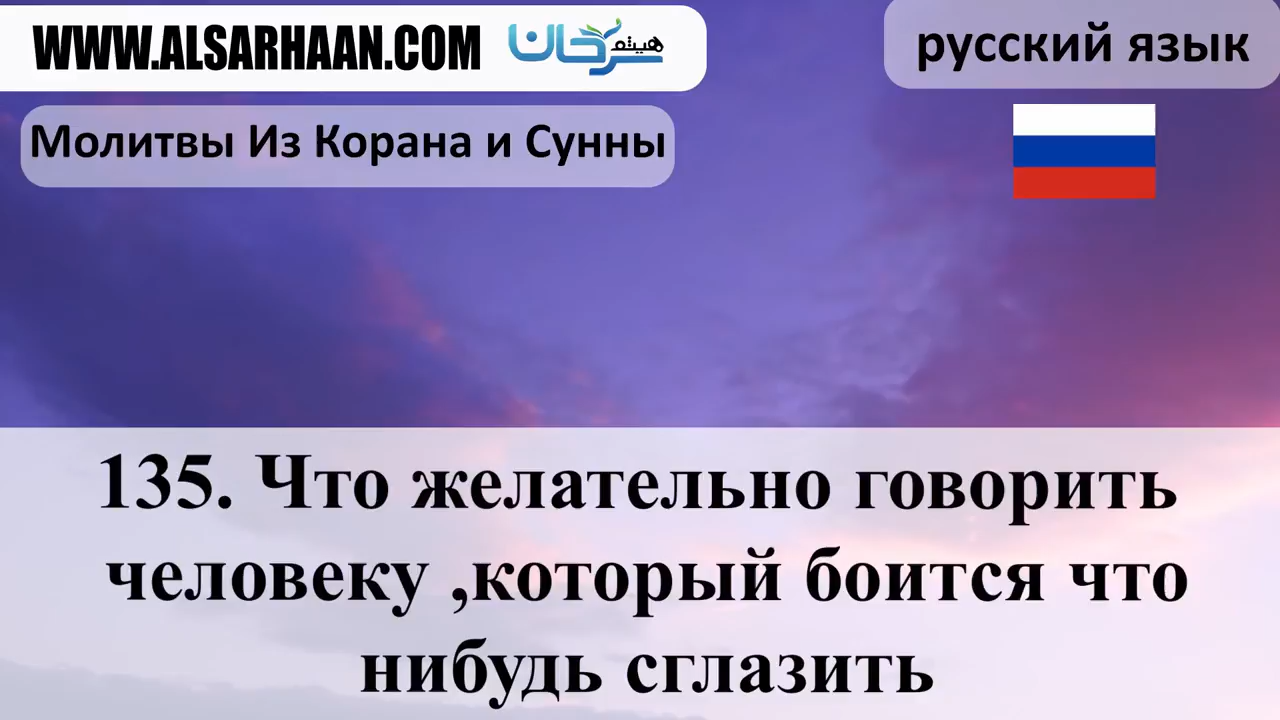 WWW.ALSARHAAN.COM هيثم سرحان
русский язык
Молитвы Из Корана и Сунны
135. Что желательно говорить
человеку ,который боится что
нибудь сглазить